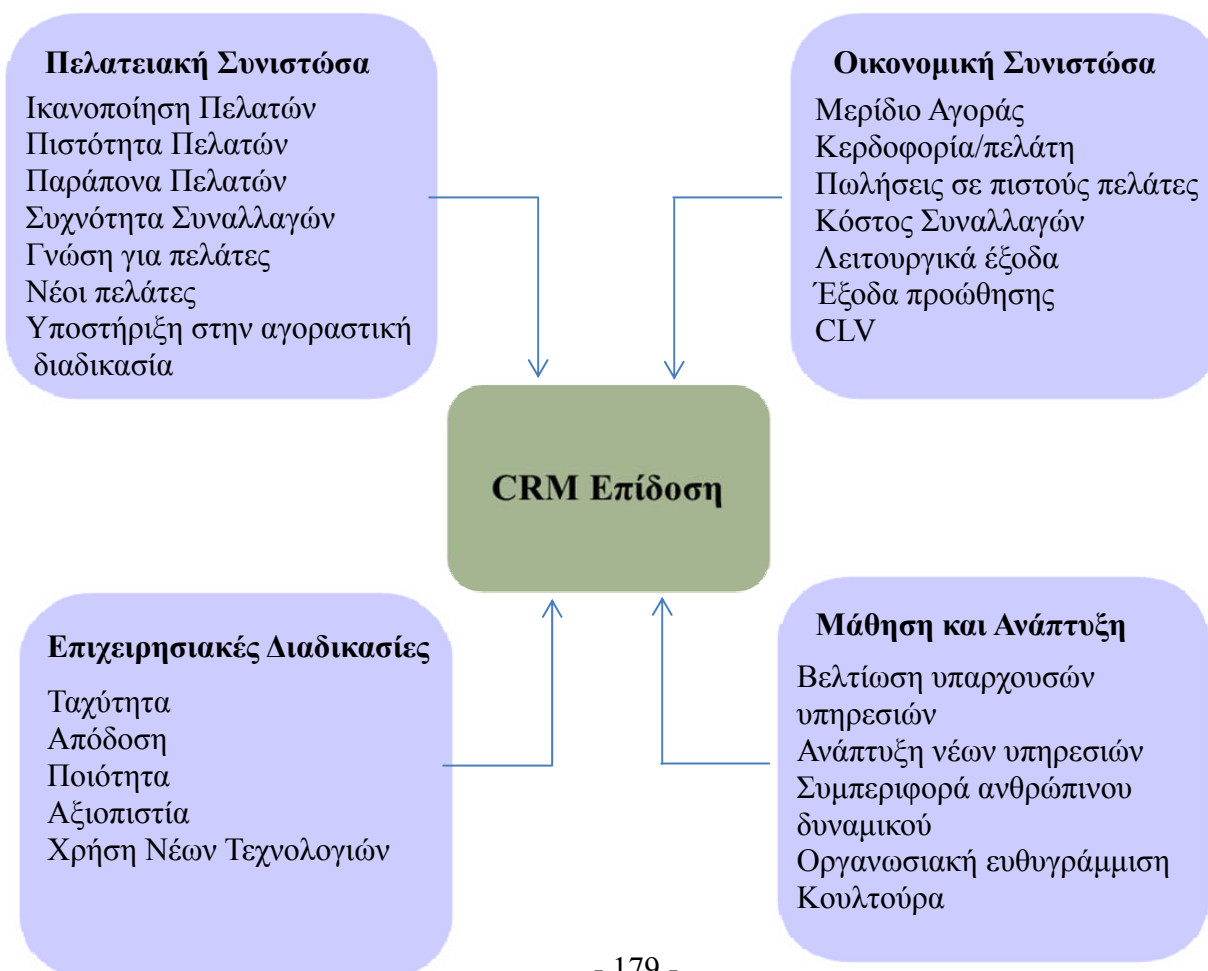 Πελατειακή Συνιστώσα
Ικανοποίηση Πελατών
Πιστότητα Πελατών
Παράπονα Πελατών
Συχνότητα Συναλλαγών
Γνώση για πελάτες
Νέοι πελάτες
Υποστήριξη στην αγοραστική
διαδικασία
Οικονομική Συνιστώσα
Μερίδιο Αγοράς
Κερδοφορία/πελάτη
Πωλήσεις σε πιστούς πελάτες
Κόστος Συναλλαγών
Λειτουργικά έξοδα
Έξοδα προώθησης
CLV
CRM Επίδοση
Επιχειρησιακές Διαδικασίες
Ταχύτητα
Απόδοση
Ποιότητα
Αξιοπιστία
Χρήση Νέων Τεχνολογιών
Μάθηση και Ανάπτυξη
Βελτίωση υπαρχουσών
υπηρεσιών
Ανάπτυξη νέων υπηρεσιών
Συμπεριφορά ανθρώπινου
δυναμικού
Οργανωσιακή ευθυγράμμιση
Κουλτούρα
- 179 -